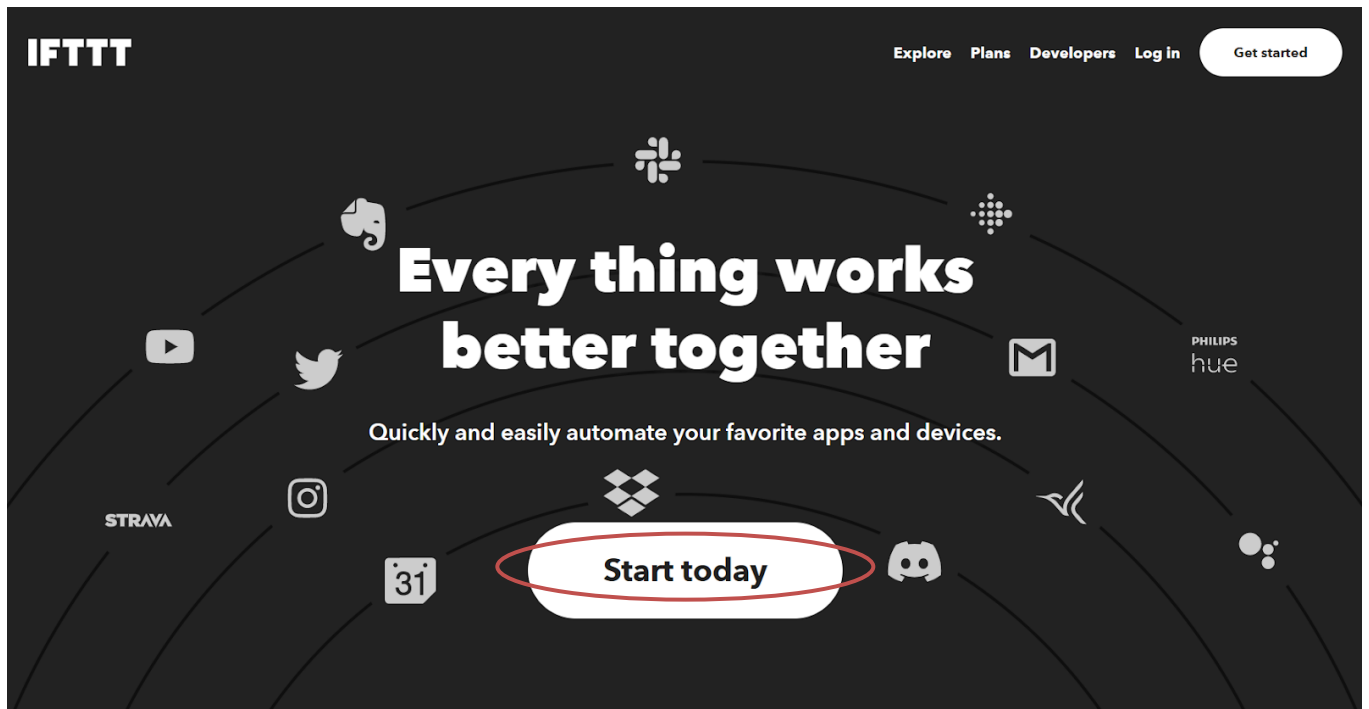 IFTTT
Explore Plans Developers Log in Get started
Every thing works
better together
PHILIPS
hue
Quickly and easily automate your favorite apps and devices.
STRAVA
31
Start today